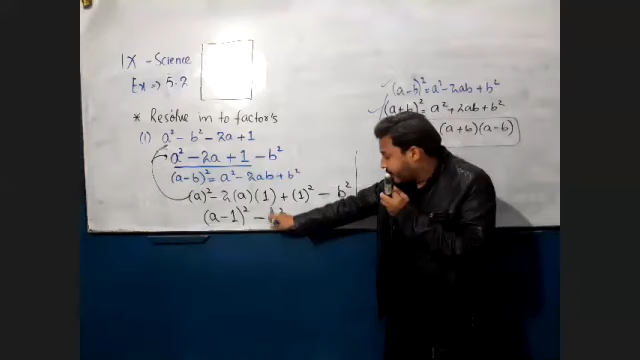 IX - Science
Ex => 5.2
* Resolve in to factor's
(1) a² - b² - 2a + 1
a² - 2a + 1 - b²
(a-b)² = a² - 2ab + b²
(a)² - 2(a)(1) + (1)² - b²
(a-1)² -
(a-b)² = a² - 2ab + b²
(a+b)² = a² + 2ab + b²
(a+b)(a-b)